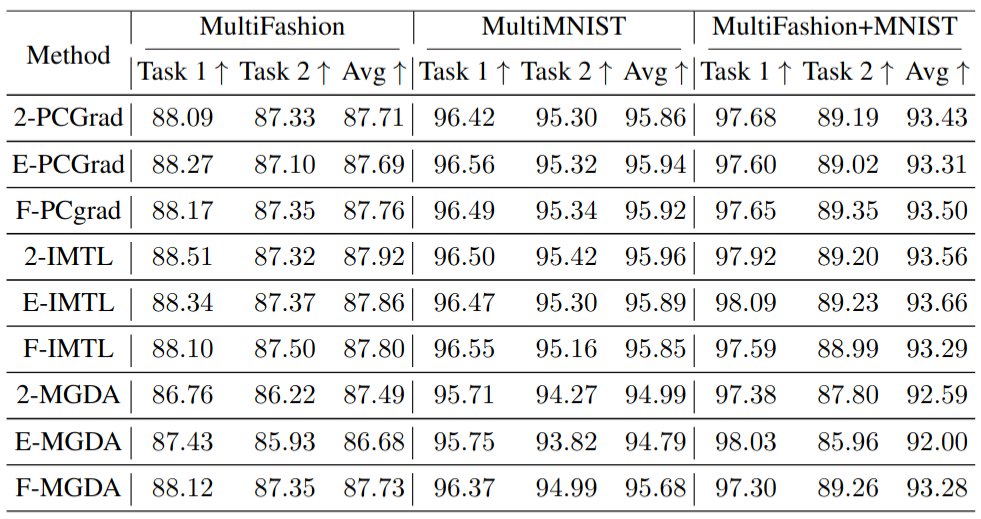 Method MultiFashion MultiMNIST MultiFashion+MNIST
Task 1 ↑ Task 2 ↑ Avg ↑ Task 1 ↑ Task 2 ↑ Avg ↑ Task 1 ↑ Task 2 ↑ Avg ↑
2-PCGrad 88.09 87.33 87.71 96.42 95.30 95.86 97.68 89.19 93.43
E-PCGrad 88.27 87.10 87.69 96.56 95.32 95.94 97.60 89.02 93.31
F-PCgrad 88.17 87.35 87.76 96.49 95.34 95.92 97.65 89.35 93.50
2-IMTL 88.51 87.32 87.92 96.50 95.42 95.96 97.92 89.20 93.56
E-IMTL 88.34 87.37 87.86 96.47 95.30 95.89 98.09 89.23 93.66
F-IMTL 88.10 87.50 87.80 96.55 95.16 95.85 97.59 88.99 93.29
2-MGDA 86.76 86.22 87.49 95.71 94.27 94.99 97.38 87.80 92.59
E-MGDA 87.43 85.93 86.68 95.75 93.82 94.79 98.03 85.96 92.00
F-MGDA 88.12 87.35 87.73 96.37 94.99 95.68 97.30 89.26 93.28